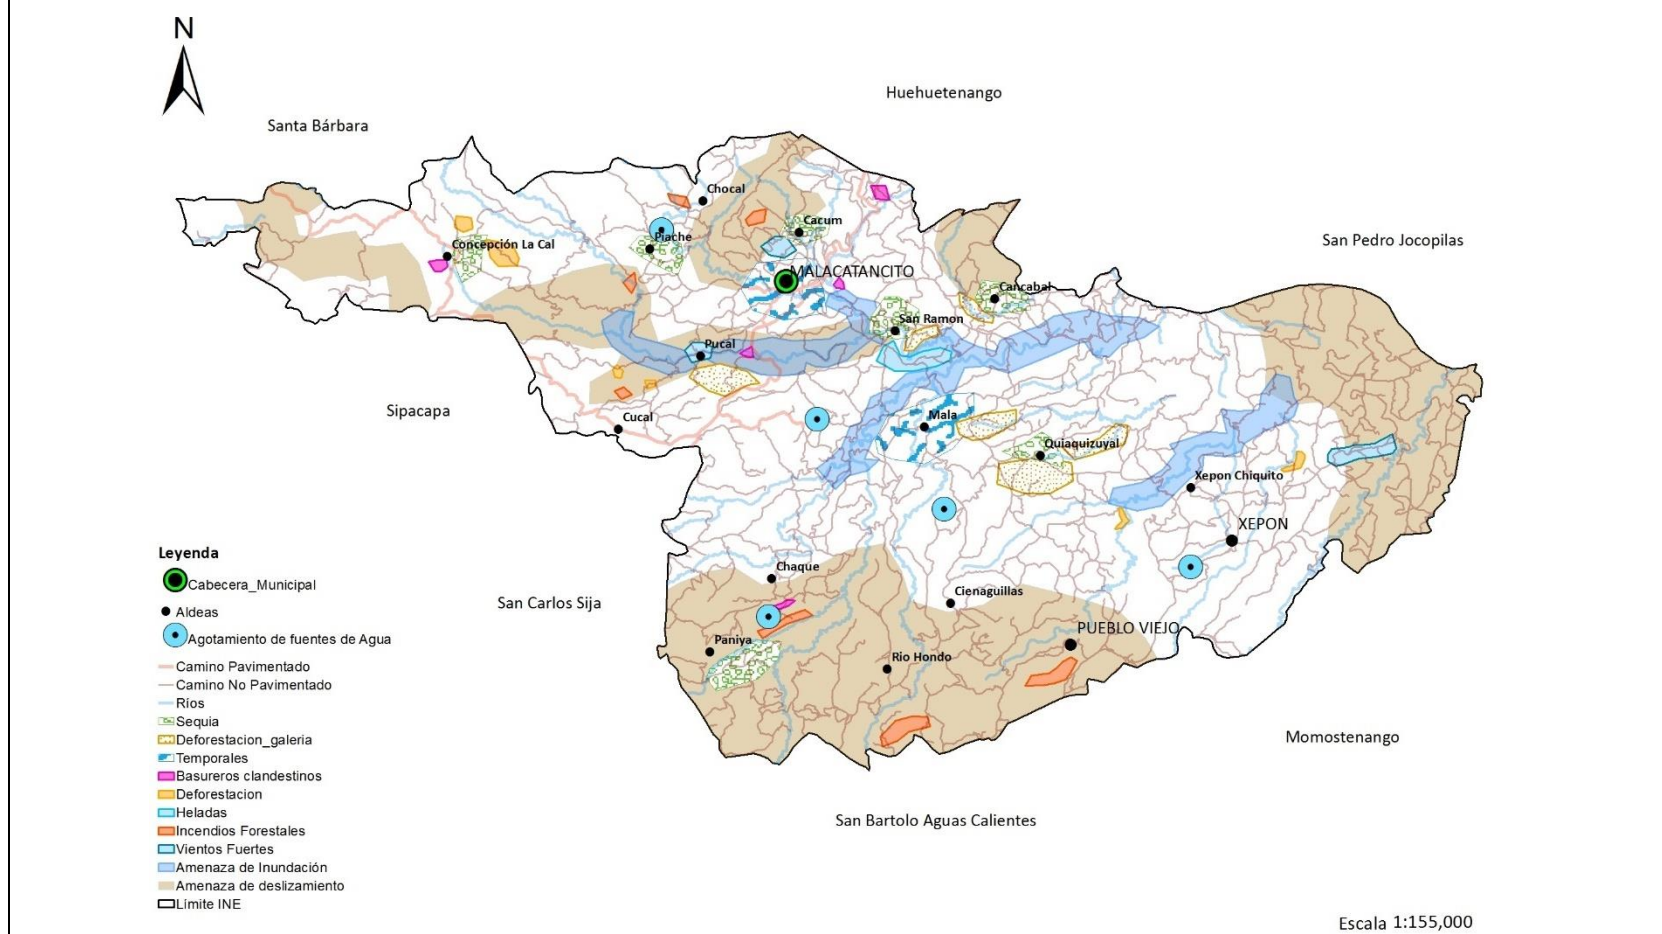 N
Huehuetenango
Santa Bárbara
Chocal
Cacum
San Pedro Jocopilas
Piache
Concepción La Cal
MALACATANCITO
Cancabal
San Ramon
Pucal
Sipacapa
Cucal
Mala
Quiaquizuyal
Xepon Chiquito
XEPON
Leyenda
Cabecera_Municipal
Aldeas
Agotamiento de fuentes de Agua
Camino Pavimentado
Camino No Pavimentado
Ríos
Sequia
Deforestacion_galeria
Temporales
Basureros clandestinos
Deforestacion
Heladas
Incendios Forestales
Vientos Fuertes
Amenaza de Inundación
Amenaza de deslizamiento
Límite INE
Chaque
San Carlos Sija
Cienaguillas
PUEBLO VIEJO
Paniya
Rio Hondo
Momostenango
San Bartolo Aguas Calientes
Escala 1:155,000